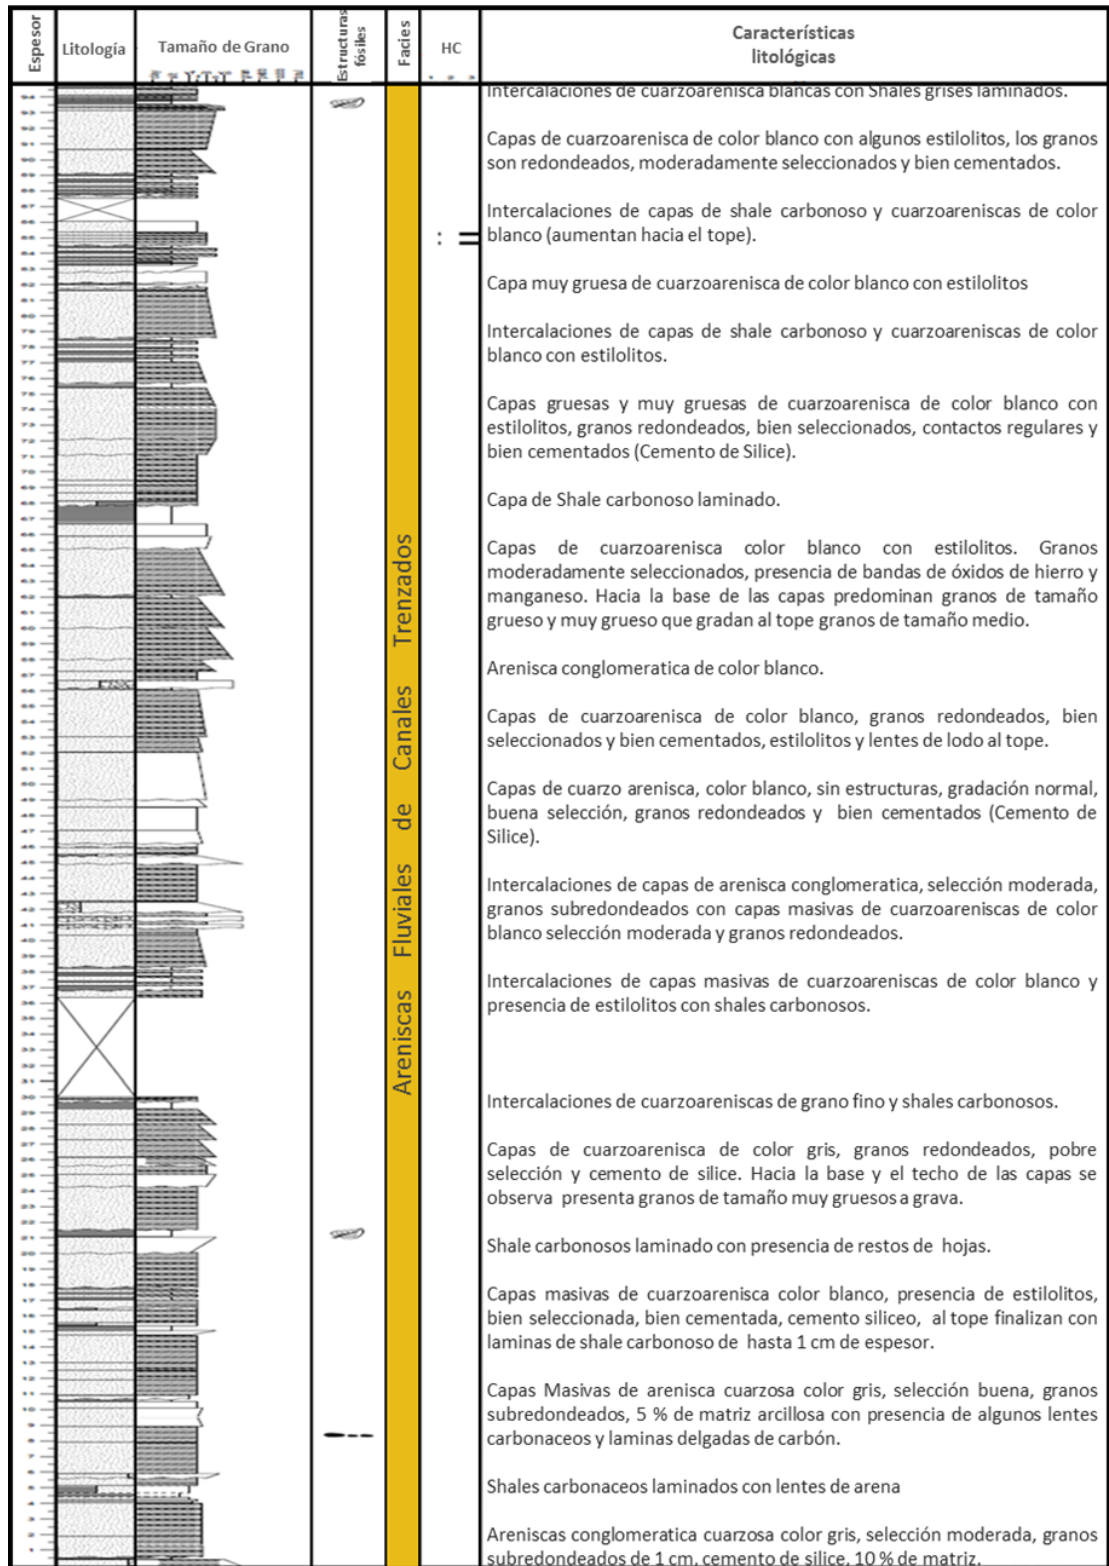 Espesor
Litología
Tamaño de Grano
Estructuras
fósiles
Facies
HC
Características
litológicas
Intercalaciones de cuarzoarenisca blancas con Shales grises laminados.
Capas de cuarzoarenisca de color blanco con algunos estilolitos, los granos
son redondeados, moderadamente seleccionados y bien cementados.
Intercalaciones de capas de shale carbonoso y cuarzoareniscas de color
blanco (aumentan hacia el tope).
Capa muy gruesa de cuarzoarenisca de color blanco con estilolitos
Intercalaciones de capas de shale carbonoso y cuarzoareniscas de color
blanco con estilolitos.
Capas gruesas y muy gruesas de cuarzoarenisca de color blanco con
estilolitos, granos redondeados, bien seleccionados, contactos regulares y
bien cementados (Cemento de Silice).
Capa de Shale carbonoso laminado.
Capas de cuarzoarenisca color blanco con estilolitos. Granos
moderadamente seleccionados, presencia de bandas de óxidos de hierro y
manganeso. Hacia la base de las capas predominan granos de tamaño
grueso y muy grueso que gradan al tope granos de tamaño medio.
Arenisca conglomeratica de color blanco.
Capas de cuarzoarenisca de color blanco, granos redondeados, bien
seleccionados y bien cementados, estilolitos y lentes de lodo al tope.
Capas de cuarzo arenisca, color blanco, sin estructuras, gradación normal,
buena selección, granos redondeados y bien cementados (Cemento de
Silice).
Intercalaciones de capas de arenisca conglomeratica, selección moderada,
granos subredondeados con capas masivas de cuarzoareniscas de color
blanco selección moderada y granos redondeados.
Intercalaciones de capas masivas de cuarzoareniscas de color blanco y
presencia de estilolitos con shales carbonosos.
Intercalaciones de cuarzoareniscas de grano fino y shales carbonosos.
Capas de cuarzoarenisca de color gris, granos redondeados, pobre
selección y cemento de silice. Hacia la base y el techo de las capas se
observa presenta granos de tamaño muy gruesos a grava.
Shale carbonosos laminado con presencia de restos de hojas.
Capas masivas de cuarzoarenisca color blanco, presencia de estilolitos,
bien seleccionada, bien cementada, cemento siliceo, al tope finalizan con
laminas de shale carbonoso de hasta 1 cm de espesor.
Capas Masivas de arenisca cuarzosa color gris, selección buena, granos
subredondeados, 5 % de matriz arcillosa con presencia de algunos lentes
carbonaceos y laminas delgadas de carbón.
Shales carbonaceos laminados con lentes de arena
Areniscas conglomeratica cuarzosa color gris, selección moderada, granos
subredondeados de 1 cm, cemento de silice, 10 % de matriz.
Areniscas Fluviales de Canales Trenzados